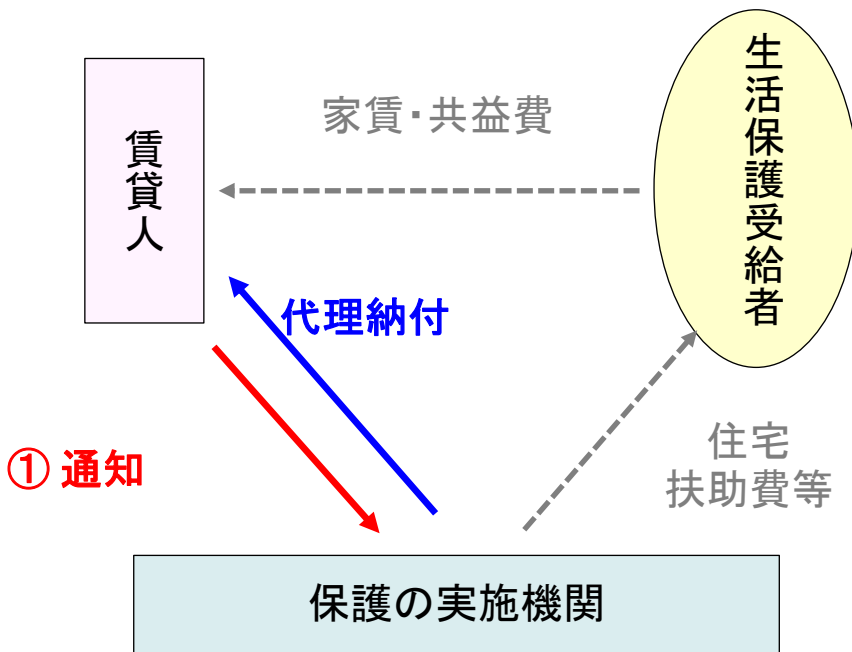 賃貸人
家賃・共益費
生活保護受給者
代理納付
① 通知
住宅
扶助費等
保護の実施機関